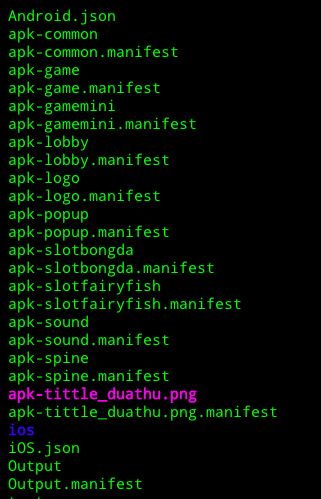 Android.json
apk-common
apk-common.manifest
apk-game
apk-game.manifest
apk-gamemini
apk-gamemini.manifest
apk-lobby
apk-lobby.manifest
apk-logo
apk-logo.manifest
apk-popup
apk-popup.manifest
apk-slotbongda
apk-slotbongda.manifest
apk-slotfairyfish
apk-slotfairyfish.manifest
apk-sound
apk-sound.manifest
apk-spine
apk-spine.manifest
apk-tittle_duathu.png
apk-tittle_duathu.png.manifest
ios
iOS.json
Output
Output.manifest